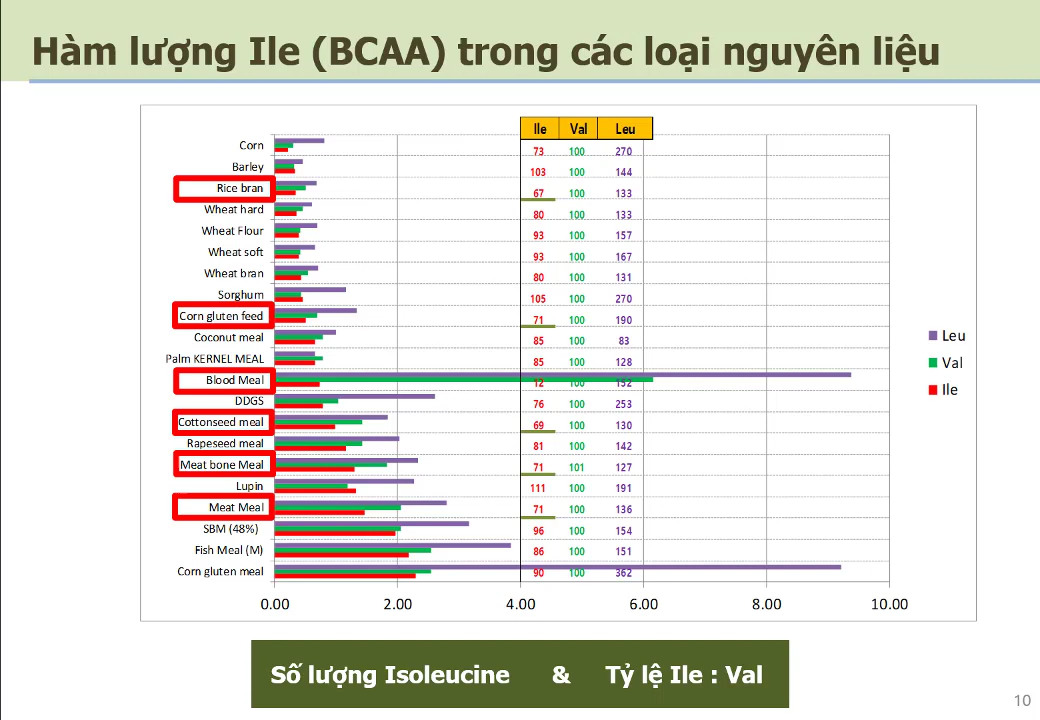 Hàm lượng Ile (BCAA) trong các loại nguyên liệu
Ile Val Leu
Corn 73 100 270
Barley 103 100 144
Rice bran 67 100 133
Wheat hard 80 100 133
Wheat Flour 93 100 157
Wheat soft 93 100 167
Wheat bran 80 100 131
Sorghum 105 100 270
Corn gluten feed 71 100 190
Coconut meal 85 100 83
Palm KERNEL MEAL 85 100 128
Blood Meal 12 100 152
DDGS 76 100 253
Cottonseed meal 69 100 130
Rapeseed meal 81 100 142
Meat bone Meal 71 101 127
Lupin 111 100 191
Meat Meal 71 100 136
SBM (48%) 96 100 154
Fish Meal (M) 86 100 151
Corn gluten meal 90 100 362
0.00 2.00 4.00 6.00 8.00 10.00
Leu
Val
Ile
Số lượng Isoleucine & Tỷ lệ Ile : Val
10